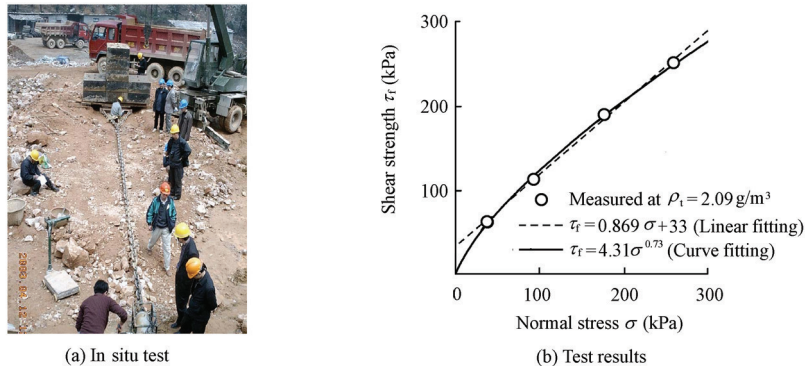 (a) In situ test
300
200
100
0
100
200
300
Shear strength τf (kPa)
Normal stress σ (kPa)
Measured at ρt = 2.09 g/m³
τf = 0.869 σ+33 (Linear fitting)
τf = 4.31σ^0.73 (Curve fitting)
(b) Test results